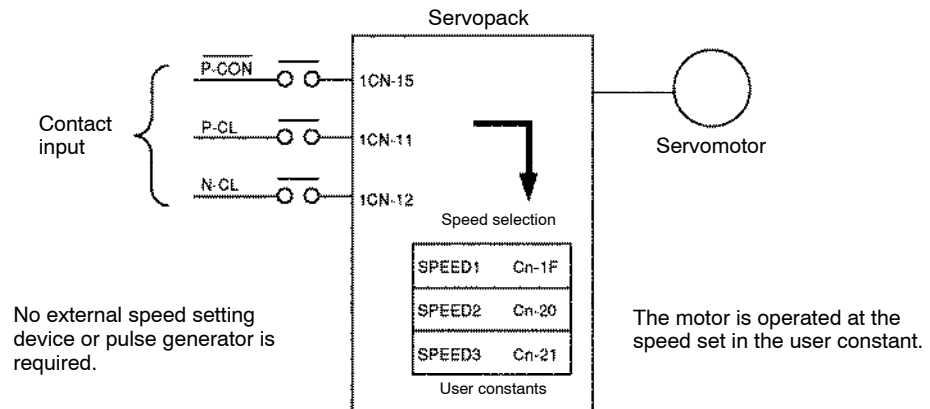 Servopack
P-CON
1CN-15
Contact
input
P-CL
1CN-11
Servomotor
N-CL
1CN-12
Speed selection
SPEED1 Cn-1F
SPEED2 Cn-20
SPEED3 Cn-21
User constants
No external speed setting
device or pulse generator is
required.
The motor is operated at the
speed set in the user constant.